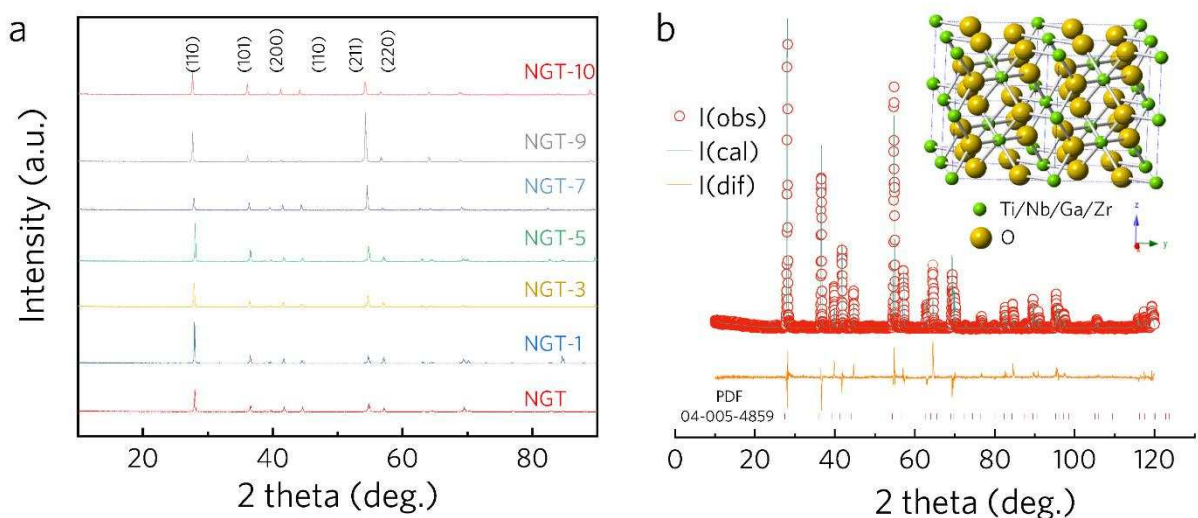 a
(110)
(101)
(200)
(110)
(211)
(220)
NGT-10
NGT-9
NGT-7
NGT-5
NGT-3
NGT-1
NGT
Intensity (a.u.)
20
40
60
80
2 theta (deg.)
b
I(obs)
I(cal)
I(dif)
Ti/Nb/Ga/Zr
O
z
y
PDF
04-005-4859
0
20
40
60
80
100
120
2 theta (deg.)